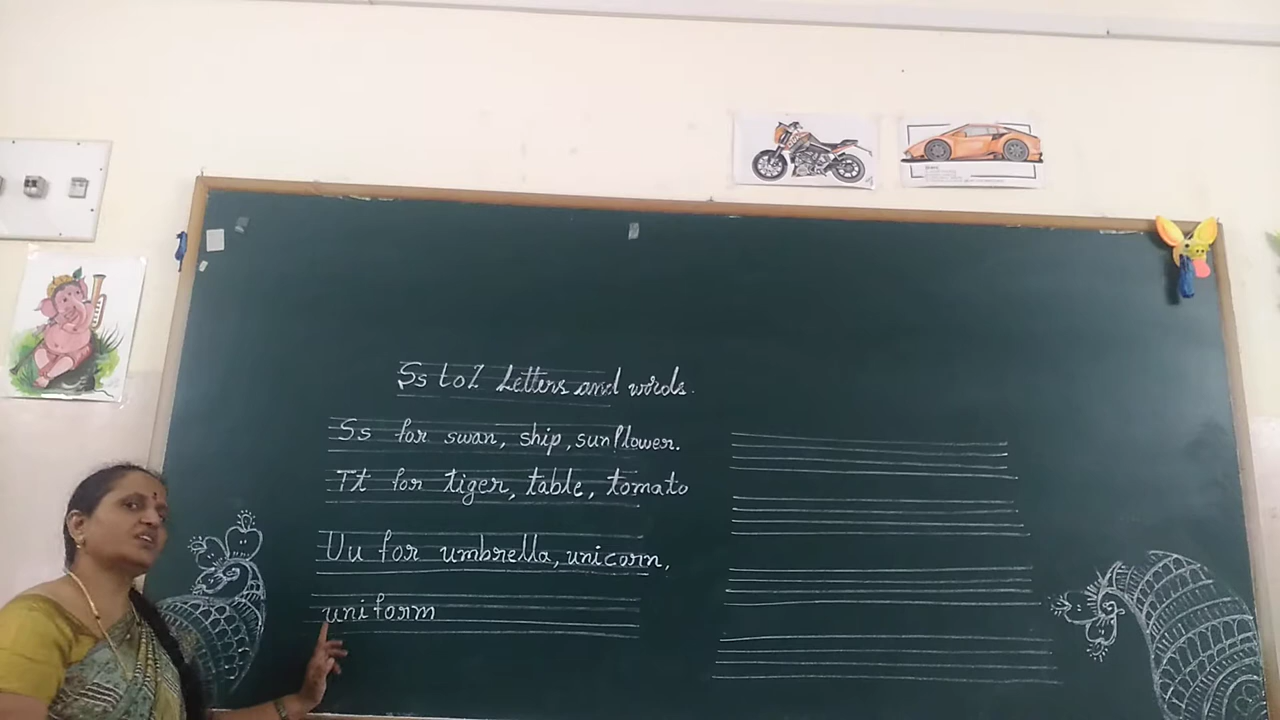 Ss to Z Letters and words.
Ss for swan, ship, sunflower.
Tt for tiger, table, tomato
Uu for umbrella, unicorn,
uniform